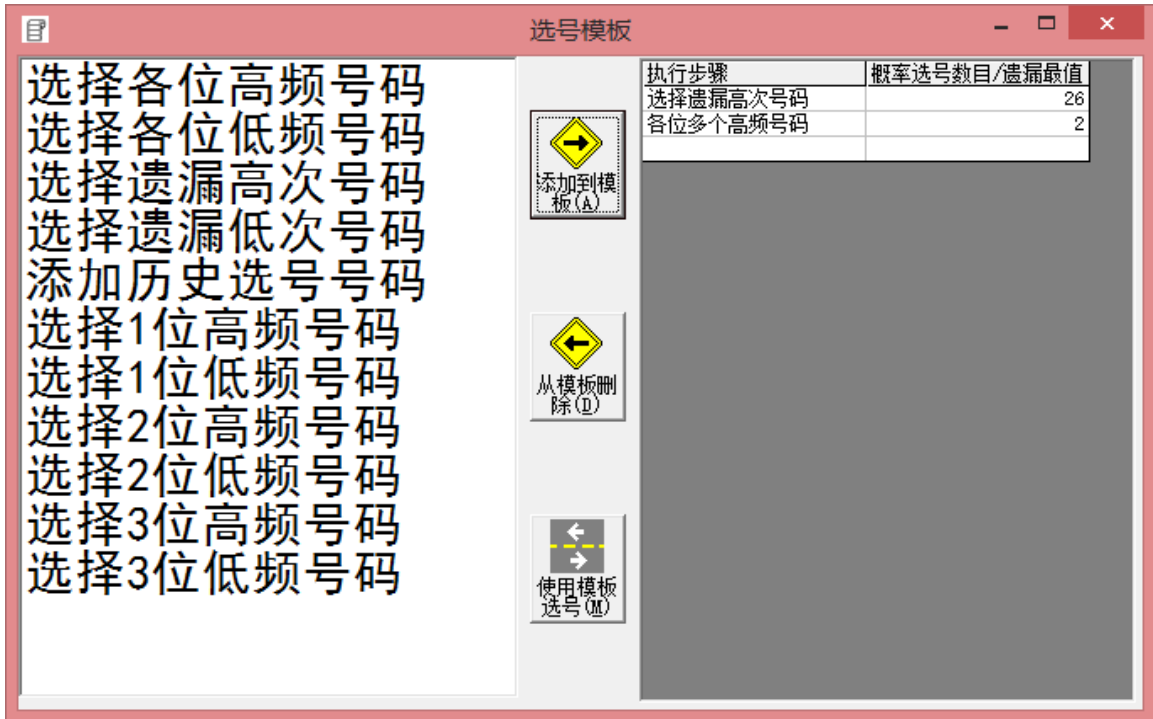 选号模板
选择各位高频号码
选择各位低频号码
选择遗漏高次号码
选择遗漏低次号码
添加历史选号号码
选择1位高频号码
选择1位低频号码
选择2位高频号码
选择2位低频号码
选择3位高频号码
选择3位低频号码
添加到模
板(A)
从模板删
除(D)
使用模板
选号(M)
执行步骤 概率选号数目/遗漏最值
选择遗漏高次号码 26
各位多个高频号码 2